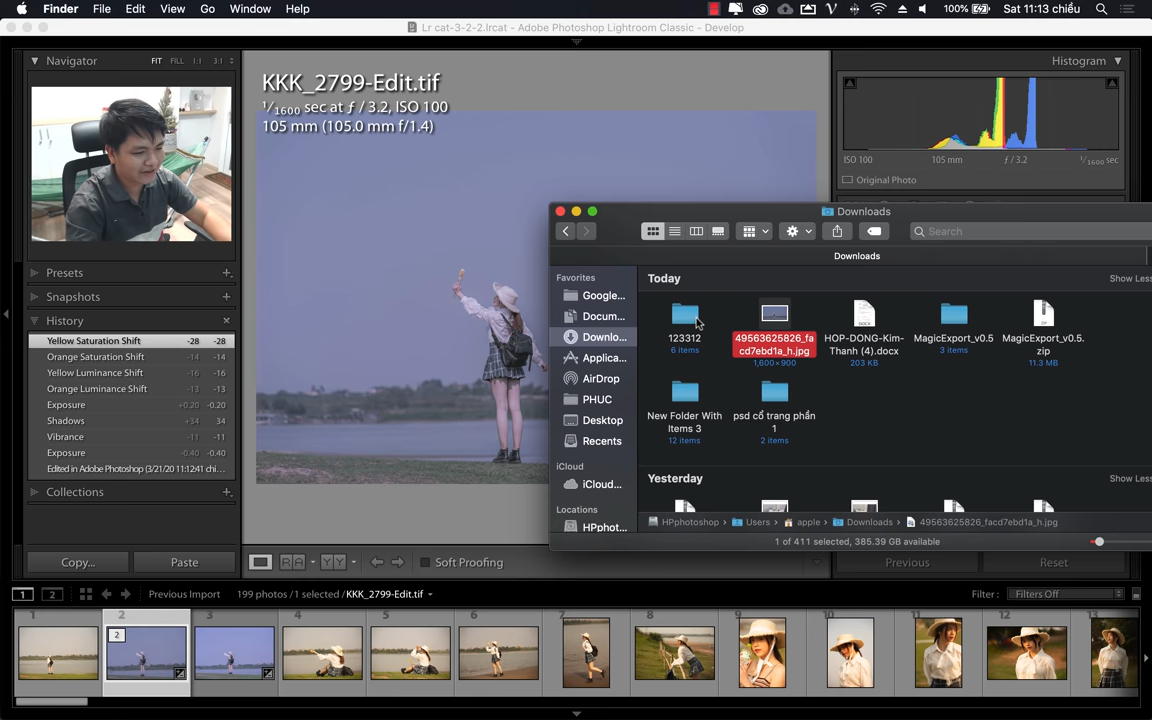 Finder File Edit View Go Window Help
100% Sat 11:13 chiều
Lr cat-3-2-2.lrcat - Adobe Photoshop Lightroom Classic - Develop
Navigator FIT FILL 1:1 3:1
Histogram
KKK_2799-Edit.tif
1/1600 sec at ƒ / 3.2, ISO 100
105 mm (105.0 mm f/1.4)
ISO 100 105 mm ƒ / 3.2 1/1600 sec
Original Photo
Presets
Snapshots
History
Yellow Saturation Shift -28 -28
Orange Saturation Shift -14 -14
Yellow Luminance Shift -28 -28
Orange Luminance Shift -13 -13
Exposure +0.20 -0.20
Shadows +34 34
Vibrance -11 -11
Exposure -0.40 -0.40
Edited in Adobe Photoshop (3/21/20 11:12:41 chi...
Collections
Copy... Paste
Downloads
Search
Downloads
Favorites
Google...
Docum...
Downlo...
Applica...
AirDrop
PHUC
Desktop
Recents
iCloud
iCloud...
Locations
HPphot...
Today Show Less
123312
6 items
49563625826_fa
cd7ebd1a_h.jpg
1,600×900
HOP-DONG-Kim-
Thanh (4).docx
203 KB
MagicExport_v0.5
3 items
MagicExport_v0.5.
zip
11.3 MB
New Folder With
Items 3
12 items
psd cổ trang phần
1
2 items
Yesterday Show Less
HPphotoshop › Users › apple › Downloads › 49563625826_facd7ebd1a_h.jpg
1 of 411 selected, 385.39 GB available
RA YY Soft Proofing
Previous Reset
1 2 Previous Import 199 photos / 1 selected / KKK_2799-Edit.tif
Filter : Filters Off
1 2 3 4 5 6 7 8 9 10 11 12 13
2